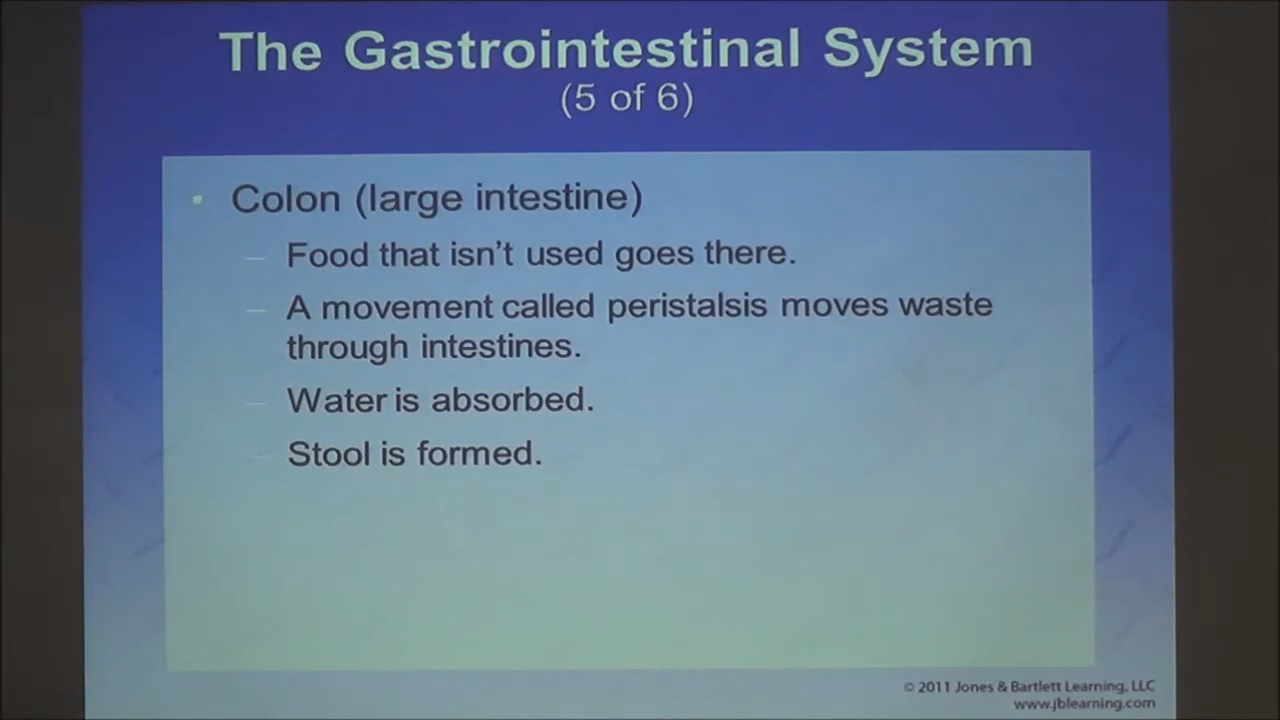 The Gastrointestinal System
(5 of 6)
• Colon (large intestine)
– Food that isn't used goes there.
– A movement called peristalsis moves waste
through intestines.
– Water is absorbed.
– Stool is formed.
© 2011 Jones & Bartlett Learning, LLC
www.jblearning.com